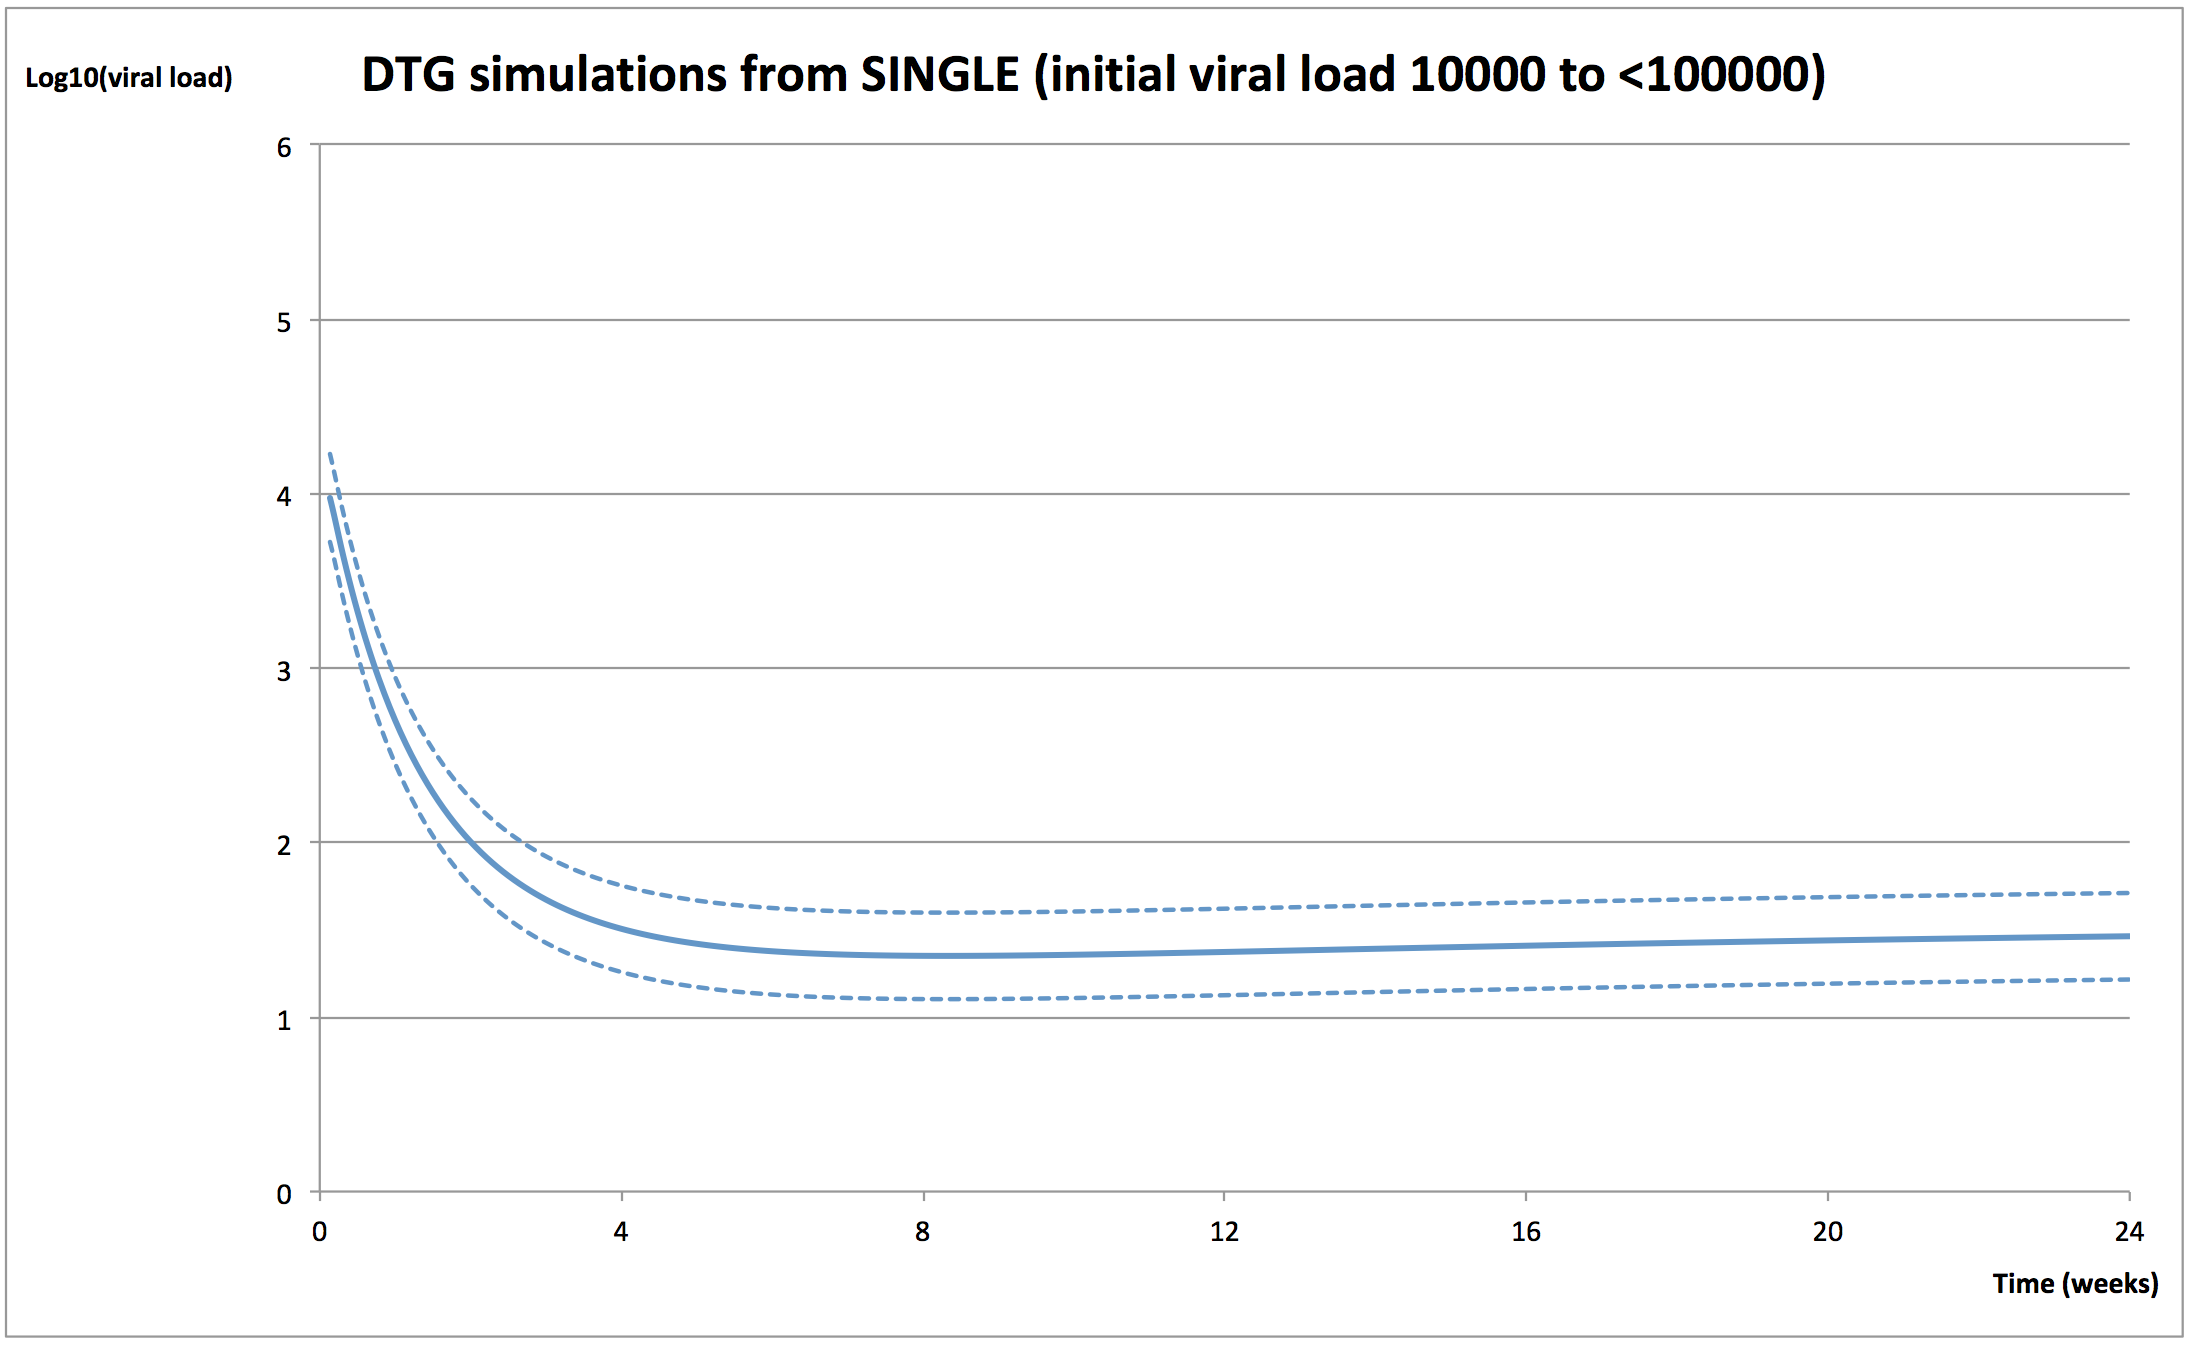 Log10(viral load)
DTG simulations from SINGLE (initial viral load 10000 to <100000)
6
5
4
3
2
1
0
0 4 8 12 16 20 24
Time (weeks)